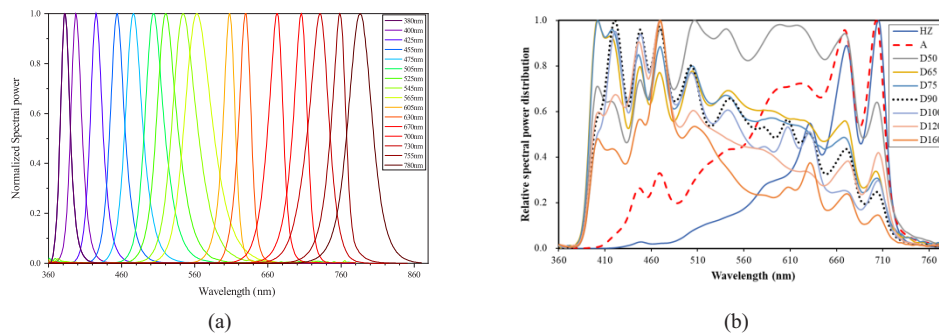 (a)
1.0
0.8
0.6
0.4
0.2
0.0
Normalized Spectral power
360
460
560
660
760
860
Wavelength (nm)
380nm
400nm
425nm
455nm
475nm
505nm
525nm
545nm
565nm
605nm
630nm
670nm
700nm
730nm
755nm
780nm
(a)
(b)
1.0
0.8
0.6
0.4
0.2
0.0
Relative spectral power distribution
360
410
460
510
560
610
660
710
760
Wavelength (nm)
HZ
A
D50
D65
D75
D90
D100
D120
D160
(b)